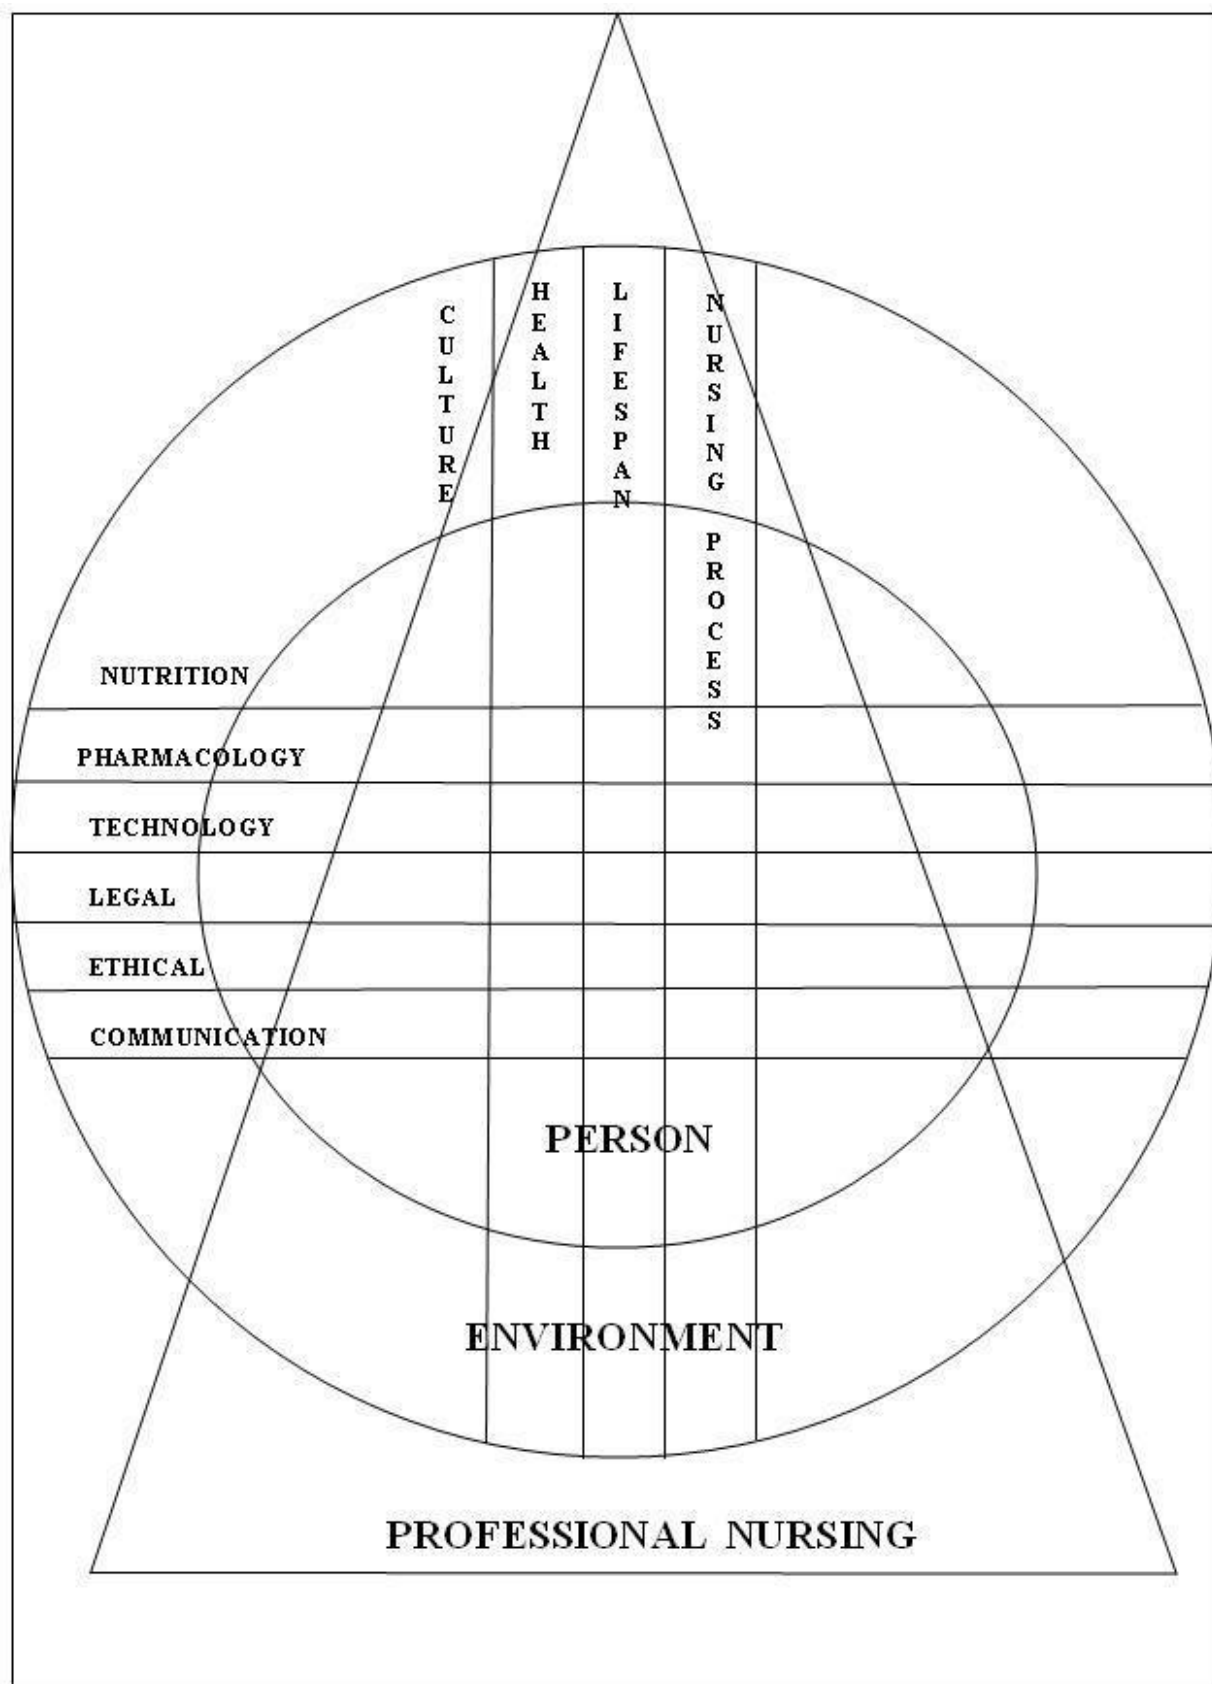 CULTURE
HEALTH
LIFESPAN
NURSING PROCESS
NUTRITION
PHARMACOLOGY
TECHNOLOGY
LEGAL
ETHICAL
COMMUNICATION
PERSON
ENVIRONMENT
PROFESSIONAL NURSING